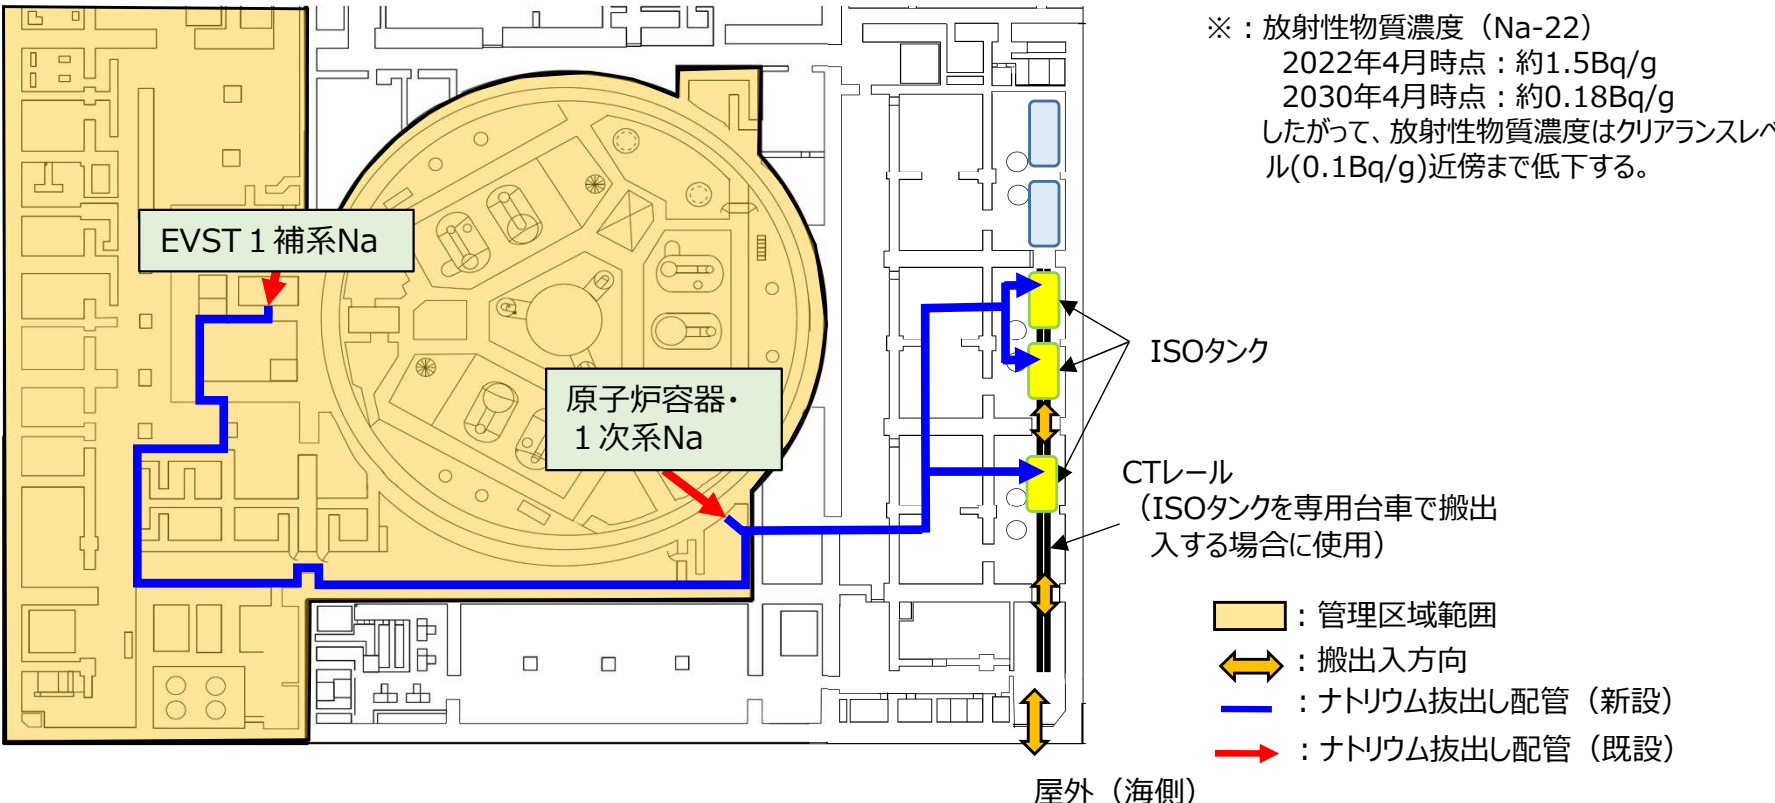 ※：放射性物質濃度（Na-22）
2022年4月時点：約1.5Bq/g
2030年4月時点：約0.18Bq/g
したがって、放射性物質濃度はクリアランスレベ
ル(0.1Bq/g)近傍まで低下する。
EVST１補系Na
原子炉容器・
１次系Na
ISOタンク
CTレール
（ISOタンクを専用台車で搬出
入する場合に使用）
：管理区域範囲
：搬出入方向
：ナトリウム抜出し配管（新設）
：ナトリウム抜出し配管（既設）
屋外（海側）